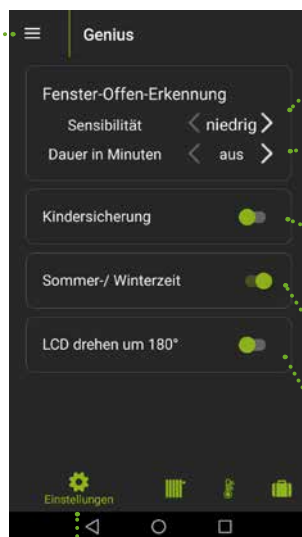 Genius
Fenster-Offen-Erkennung
Sensibilität niedrig
Dauer in Minuten aus
Kindersicherung
Sommer-/ Winterzeit
LCD drehen um 180°
Einstellungen